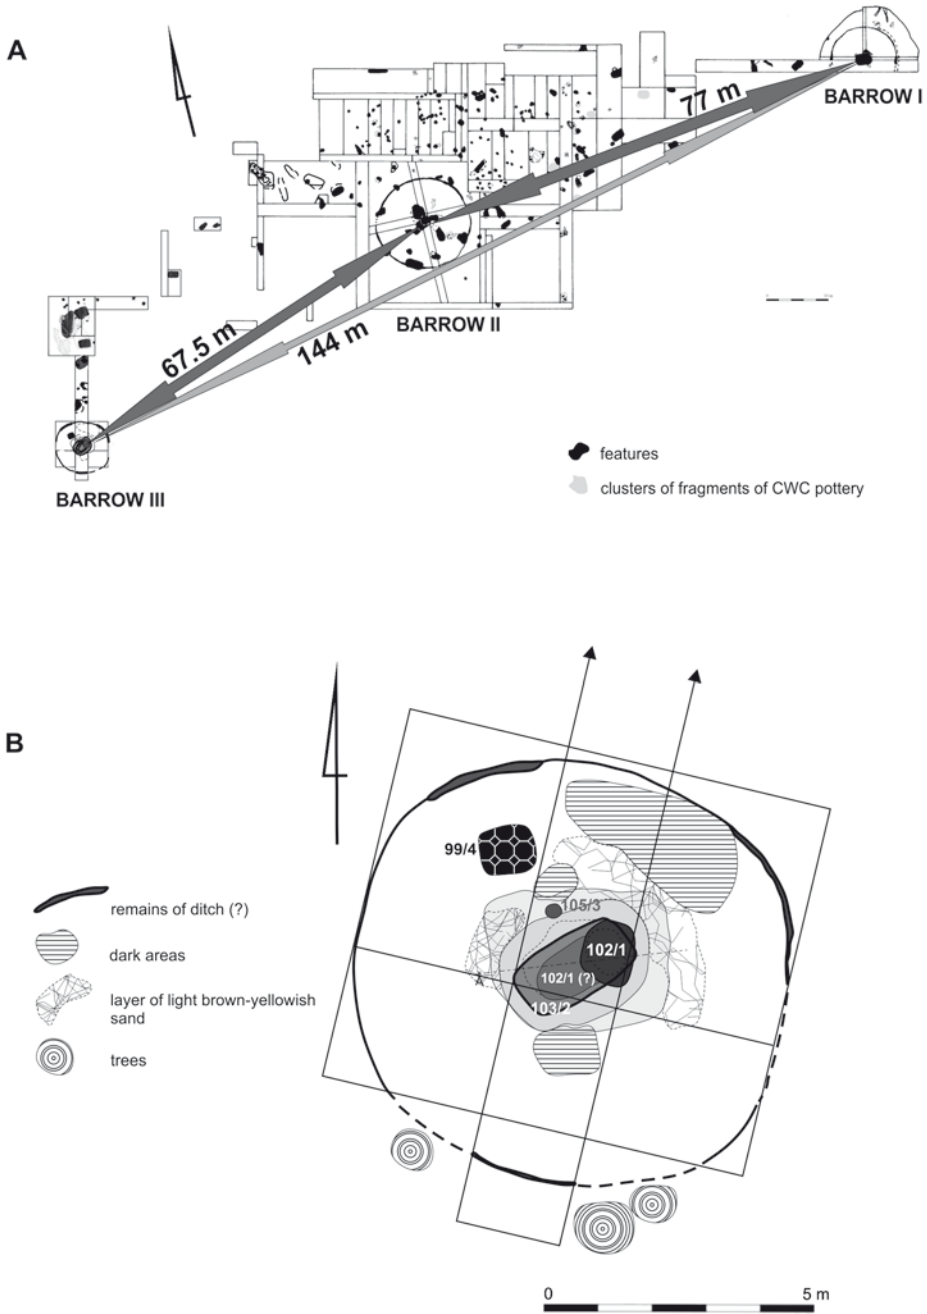 A
77 m
BARROW I
BARROW II
67.5 m
144 m
BARROW III
features
clusters of fragments of CWC pottery
B
99/4
105/3
102/1
102/1 (?)
103/2
remains of ditch (?)
dark areas
layer of light brown-yellowish
sand
trees
0 5 m